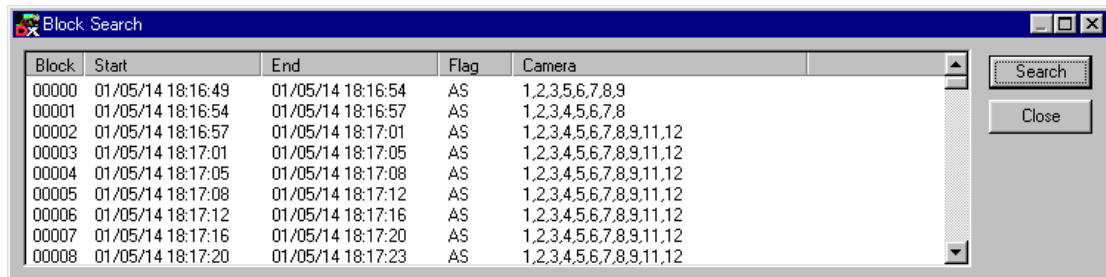 DX Block Search
Block Start End Flag Camera
00000 01/05/14 18:16:49 01/05/14 18:16:54 AS 1,2,3,5,6,7,8,9
00001 01/05/14 18:16:54 01/05/14 18:16:57 AS 1,2,3,4,5,6,7,8
00002 01/05/14 18:16:57 01/05/14 18:17:01 AS 1,2,3,4,5,6,7,8,9,11,12
00003 01/05/14 18:17:01 01/05/14 18:17:05 AS 1,2,3,4,5,6,7,8,9,11,12
00004 01/05/14 18:17:05 01/05/14 18:17:08 AS 1,2,3,4,5,6,7,8,9,11,12
00005 01/05/14 18:17:08 01/05/14 18:17:12 AS 1,2,3,4,5,6,7,8,9,11,12
00006 01/05/14 18:17:12 01/05/14 18:17:16 AS 1,2,3,4,5,6,7,8,9,11,12
00007 01/05/14 18:17:16 01/05/14 18:17:20 AS 1,2,3,4,5,6,7,8,9,11,12
00008 01/05/14 18:17:20 01/05/14 18:17:23 AS 1,2,3,4,5,6,7,8,9,11,12
Search
Close